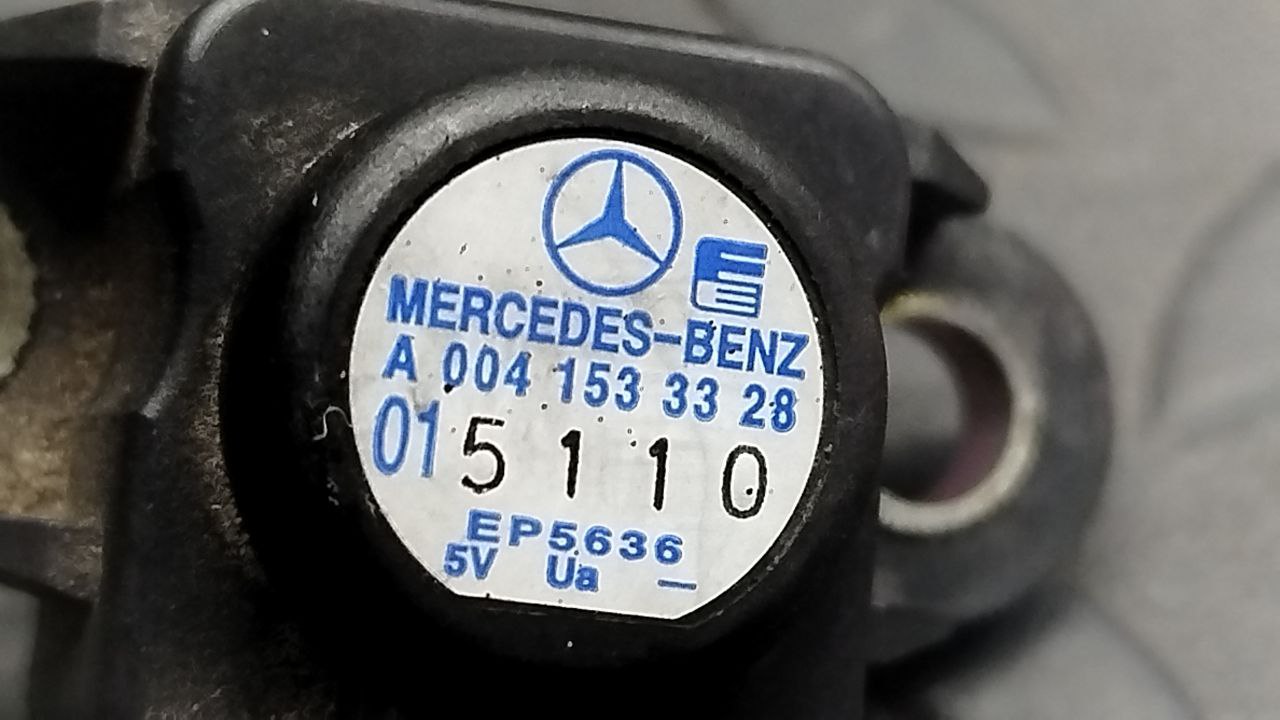 MERCEDES-BENZ
A 004 153 33 28
01 5110
EP5636
5V Ua _